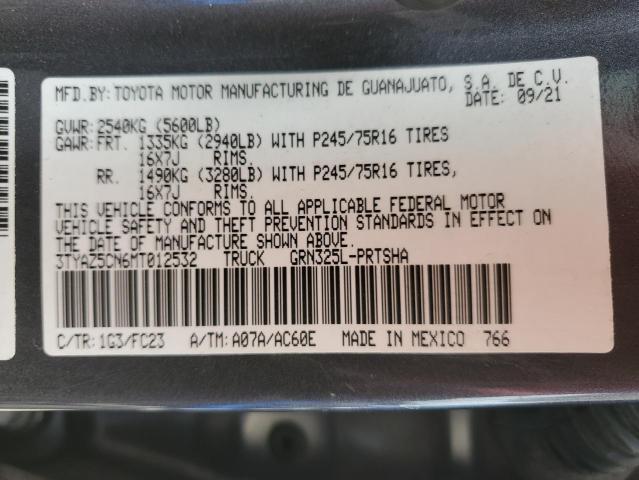 MFD.BY: TOYOTA MOTOR MANUFACTURING DE GUANAJUATO, S.A. DE C.V.
DATE: 09/21
GVWR: 2540KG (5600LB)
GAWR: FRT. 1335KG (2940LB) WITH P245/75R16 TIRES
16X7J RIMS.
RR. 1490KG (3280LB) WITH P245/75R16 TIRES,
16X7J RIMS.
THIS VEHICLE CONFORMS TO ALL APPLICABLE FEDERAL MOTOR
VEHICLE SAFETY AND THEFT PREVENTION STANDARDS IN EFFECT ON
THE DATE OF MANUFACTURE SHOWN ABOVE.
3TYAZ5CN6MT012532 TRUCK GRN325L-PRTSHA
C/TR: 1G3/FC23 A/TM: A07A/AC60E MADE IN MEXICO 766